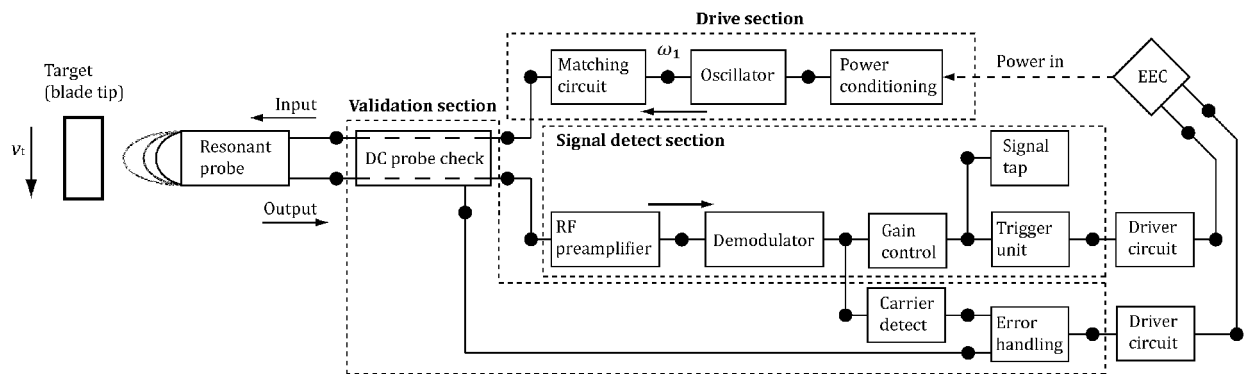 Drive section
Target
(blade tip)
vt
Input
Output
Resonant
probe
Validation section
DC probe check
Matching
circuit
ω1
Oscillator
Power
conditioning
Power in
EEC
Signal detect section
Signal
tap
RF
preamplifier
Demodulator
Gain
control
Trigger
unit
Driver
circuit
Carrier
detect
Error
handling
Driver
circuit